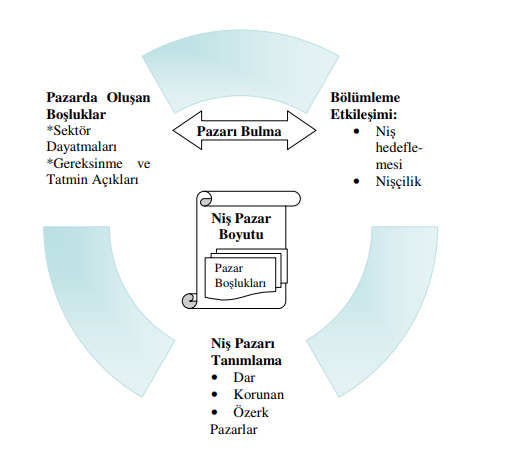 Pazarda Oluşan
Boşluklar
*Sektör
Dayatmaları
*Gereksinme ve
Tatmin Açıkları
Pazarı Bulma
Bölümleme
Etkileşimi:
• Niş
hedefle-
mesi
• Nişçilik
Niş Pazar
Boyutu
Pazar
Boşlukları
Niş Pazarı
Tanımlama
• Dar
• Korunan
• Özerk
Pazarlar